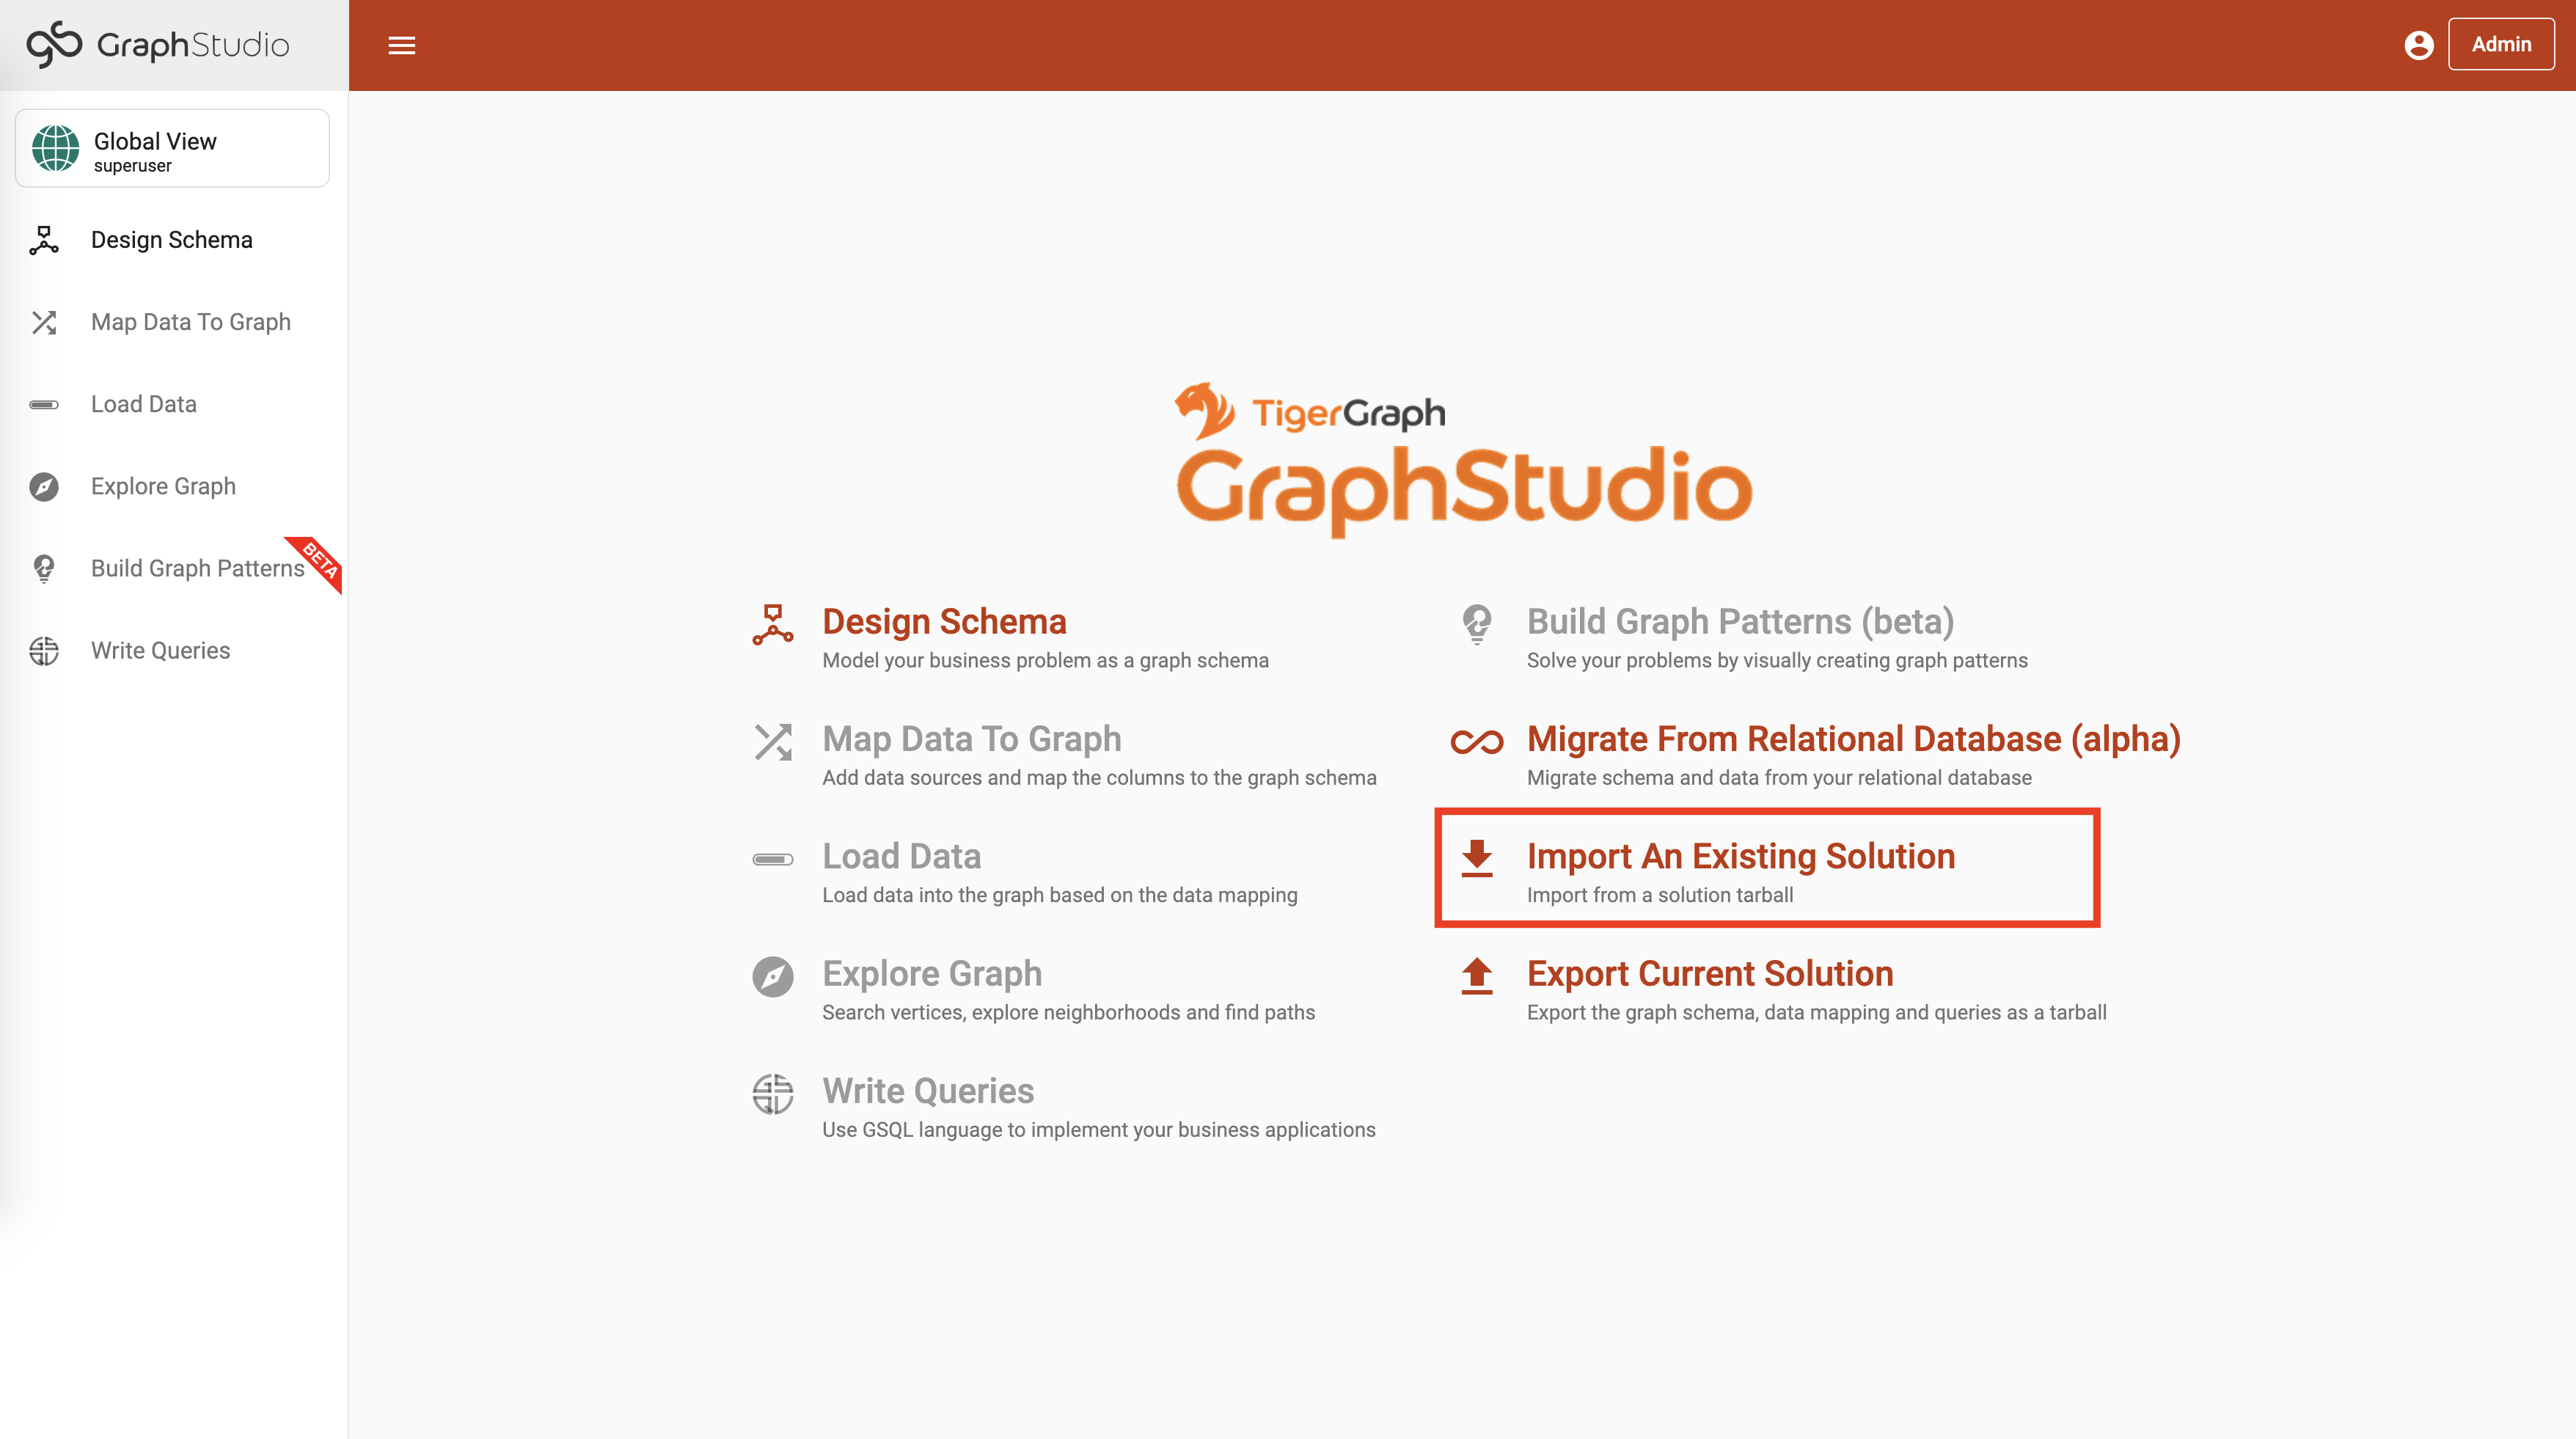 GraphStudio
Admin
Global View
superuser
Design Schema
Map Data To Graph
Load Data
Explore Graph
Build Graph Patterns
BETA
Write Queries
TigerGraph
GraphStudio
Design Schema
Model your business problem as a graph schema
Map Data To Graph
Add data sources and map the columns to the graph schema
Load Data
Load data into the graph based on the data mapping
Explore Graph
Search vertices, explore neighborhoods and find paths
Write Queries
Use GSQL language to implement your business applications
Build Graph Patterns (beta)
Solve your problems by visually creating graph patterns
Migrate From Relational Database (alpha)
Migrate schema and data from your relational database
Import An Existing Solution
Import from a solution tarball
Export Current Solution
Export the graph schema, data mapping and queries as a tarball